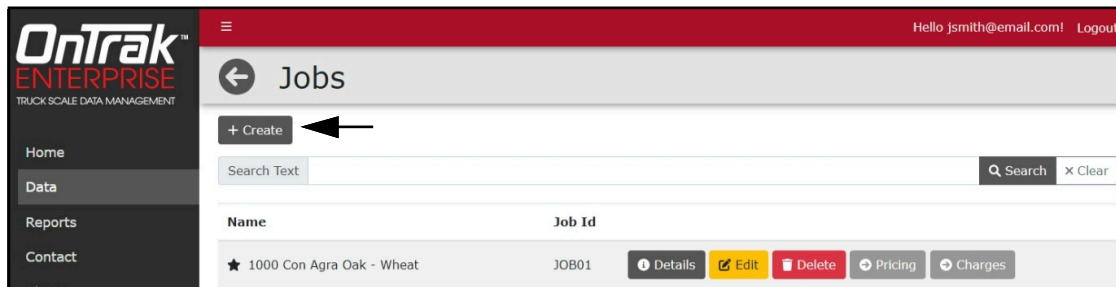 OnTrak™
ENTERPRISE
TRUCK SCALE DATA MANAGEMENT
Hello jsmith@email.com! Logout
Jobs
+ Create
Search Text Search × Clear
Home
Data
Reports
Contact
Name Job Id
1000 Con Agra Oak - Wheat JOB01 Details Edit Delete Pricing Charges